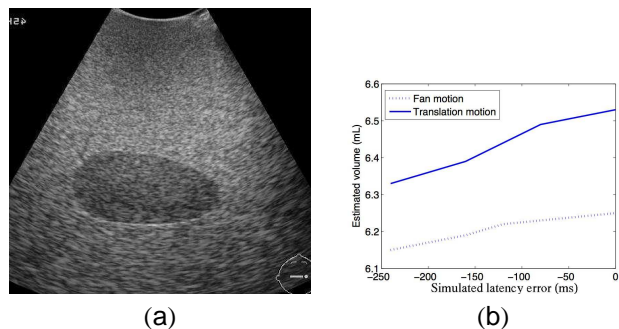 6.6
Fan motion
Translation motion
6.5
6.4
6.3
6.2
6.1
Estimated volume (mL)
−250
−200
−150
−100
−50
0
Simulated latency error (ms)
(a)
(b)